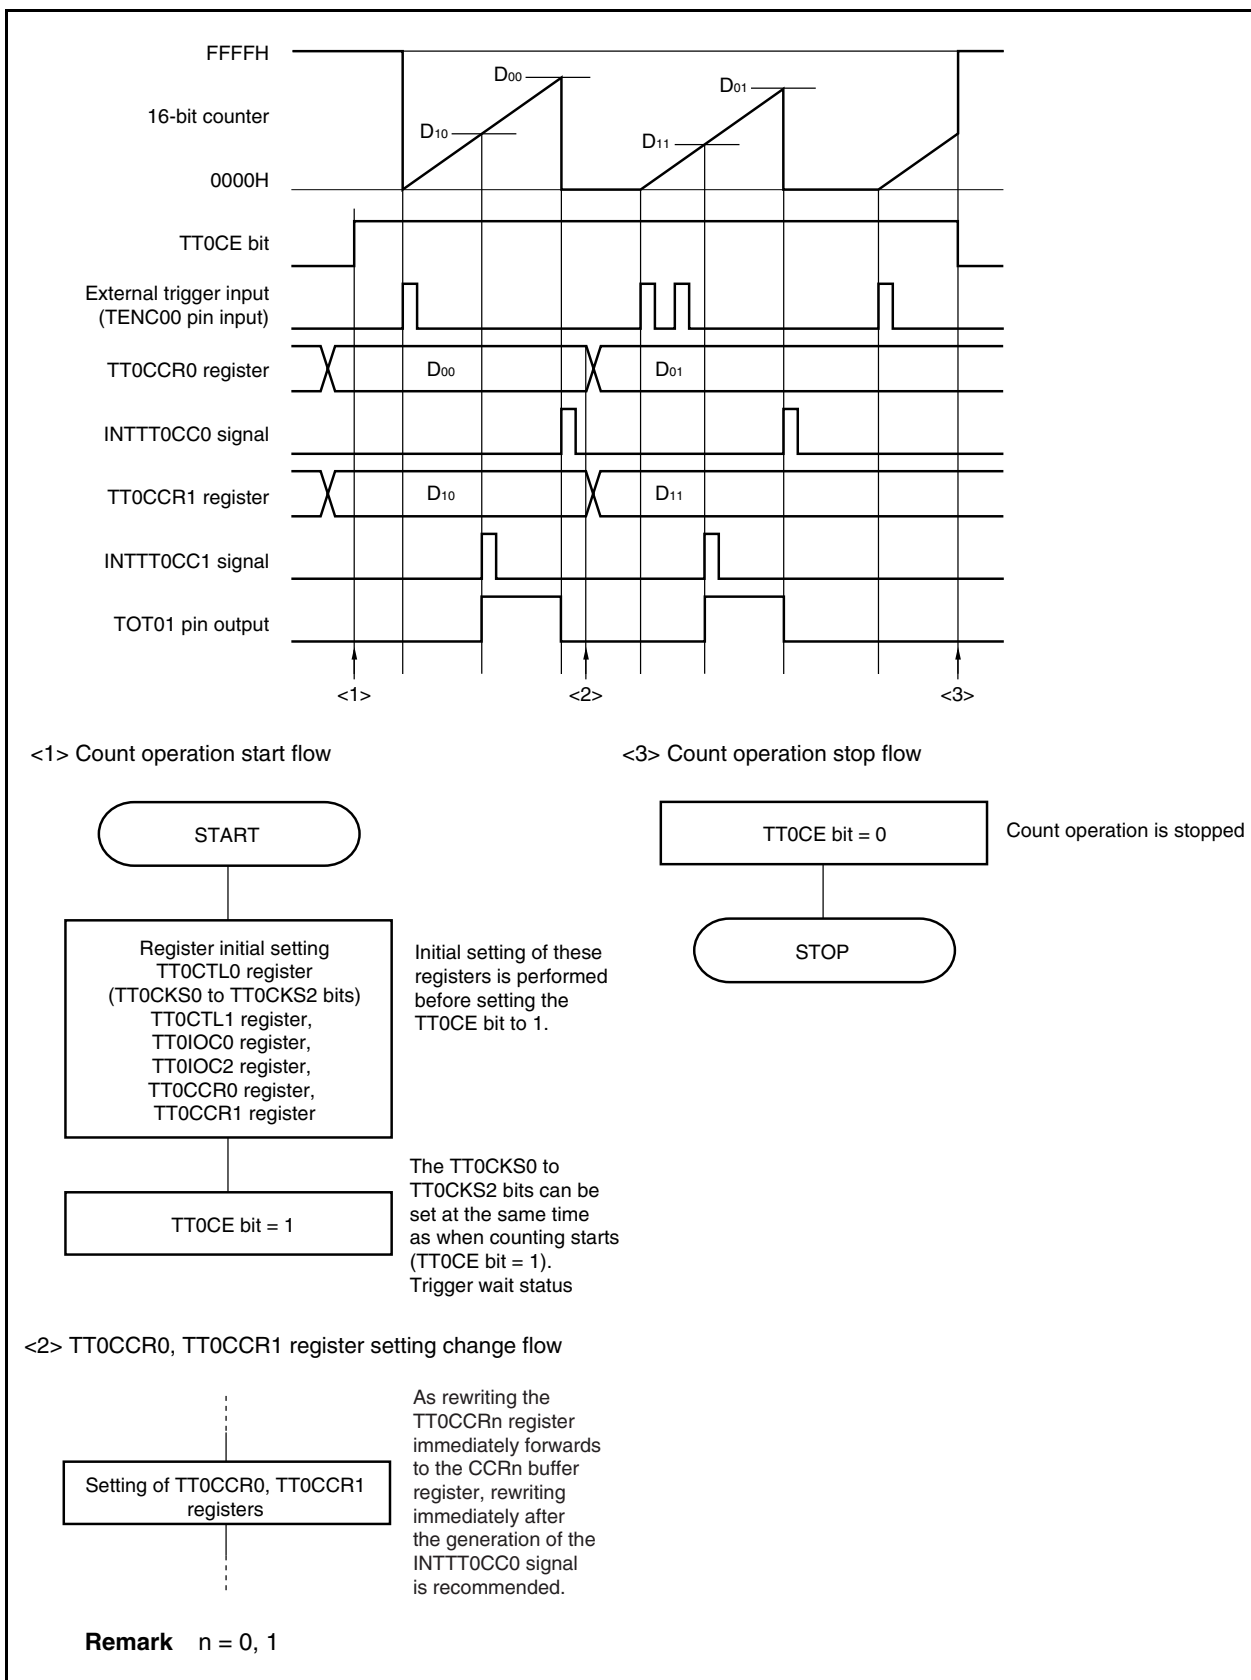 FFFFH
16-bit counter
0000H
D00
D10
D01
D11
TT0CE bit
External trigger input
(TENC00 pin input)
TT0CCR0 register
D00
D01
INTTT0CC0 signal
TT0CCR1 register
D10
D11
INTTT0CC1 signal
TOT01 pin output
<1>
<2>
<3>
<1> Count operation start flow
START
Register initial setting
TT0CTL0 register
(TT0CKS0 to TT0CKS2 bits)
TT0CTL1 register,
TT0IOC0 register,
TT0IOC2 register,
TT0CCR0 register,
TT0CCR1 register
Initial setting of these
registers is performed
before setting the
TT0CE bit to 1.
TT0CE bit = 1
The TT0CKS0 to
TT0CKS2 bits can be
set at the same time
as when counting starts
(TT0CE bit = 1).
Trigger wait status
<3> Count operation stop flow
TT0CE bit = 0
Count operation is stopped
STOP
<2> TT0CCR0, TT0CCR1 register setting change flow
Setting of TT0CCR0, TT0CCR1
registers
As rewriting the
TT0CCRn register
immediately forwards
to the CCRn buffer
register, rewriting
immediately after
the generation of the
INTTT0CC0 signal
is recommended.
Remark n = 0, 1